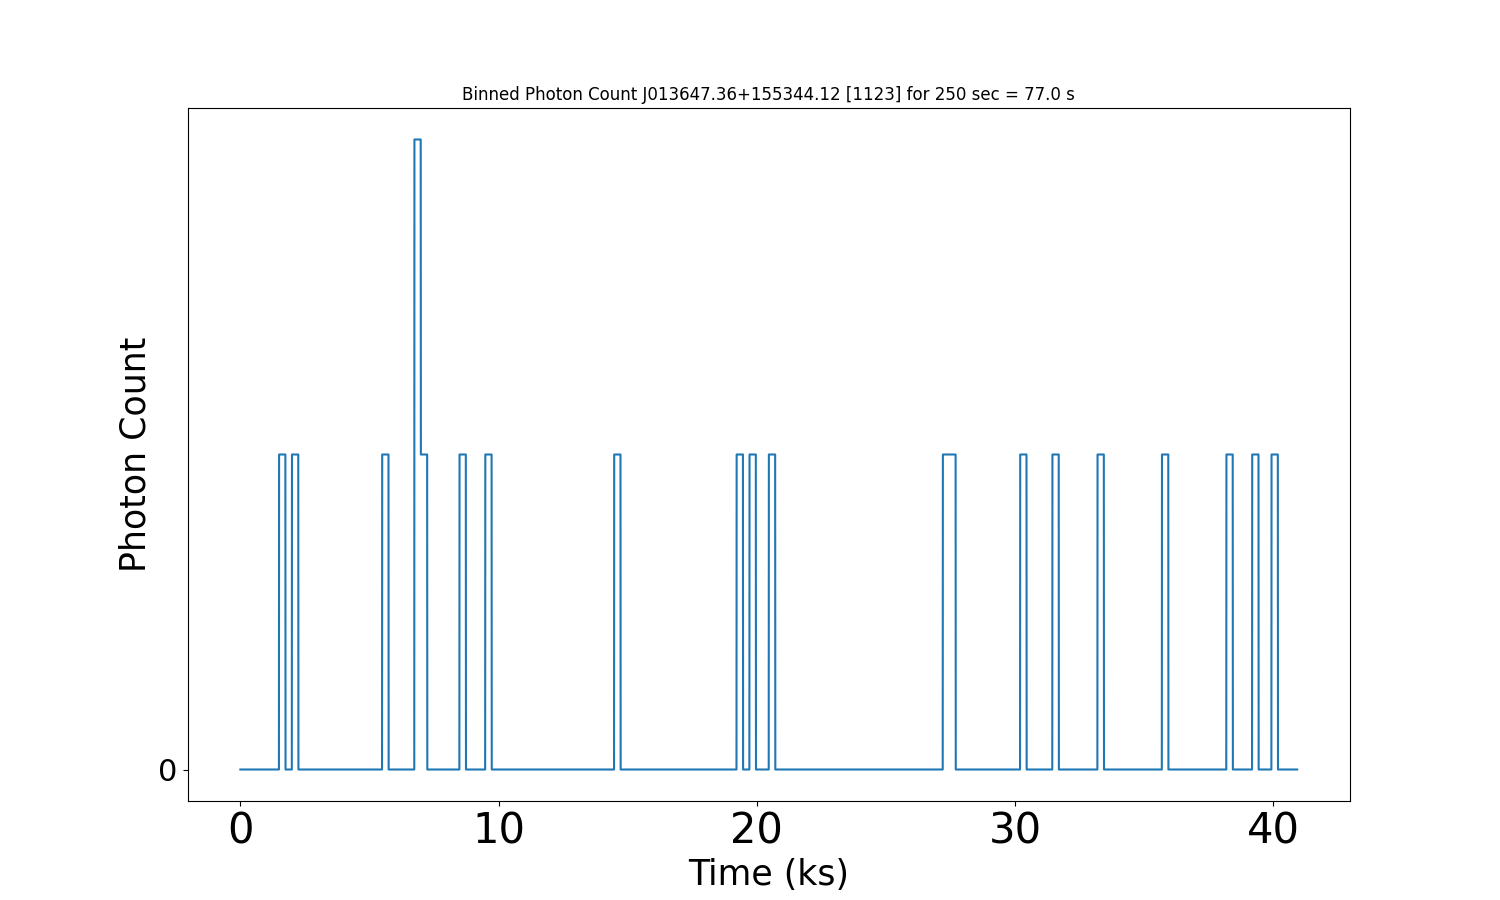 Binned Photon Count J013647.36+155344.12 [1123] for 250 sec = 77.0 s
Photon Count
0
0 10 20 30 40
Time (ks)